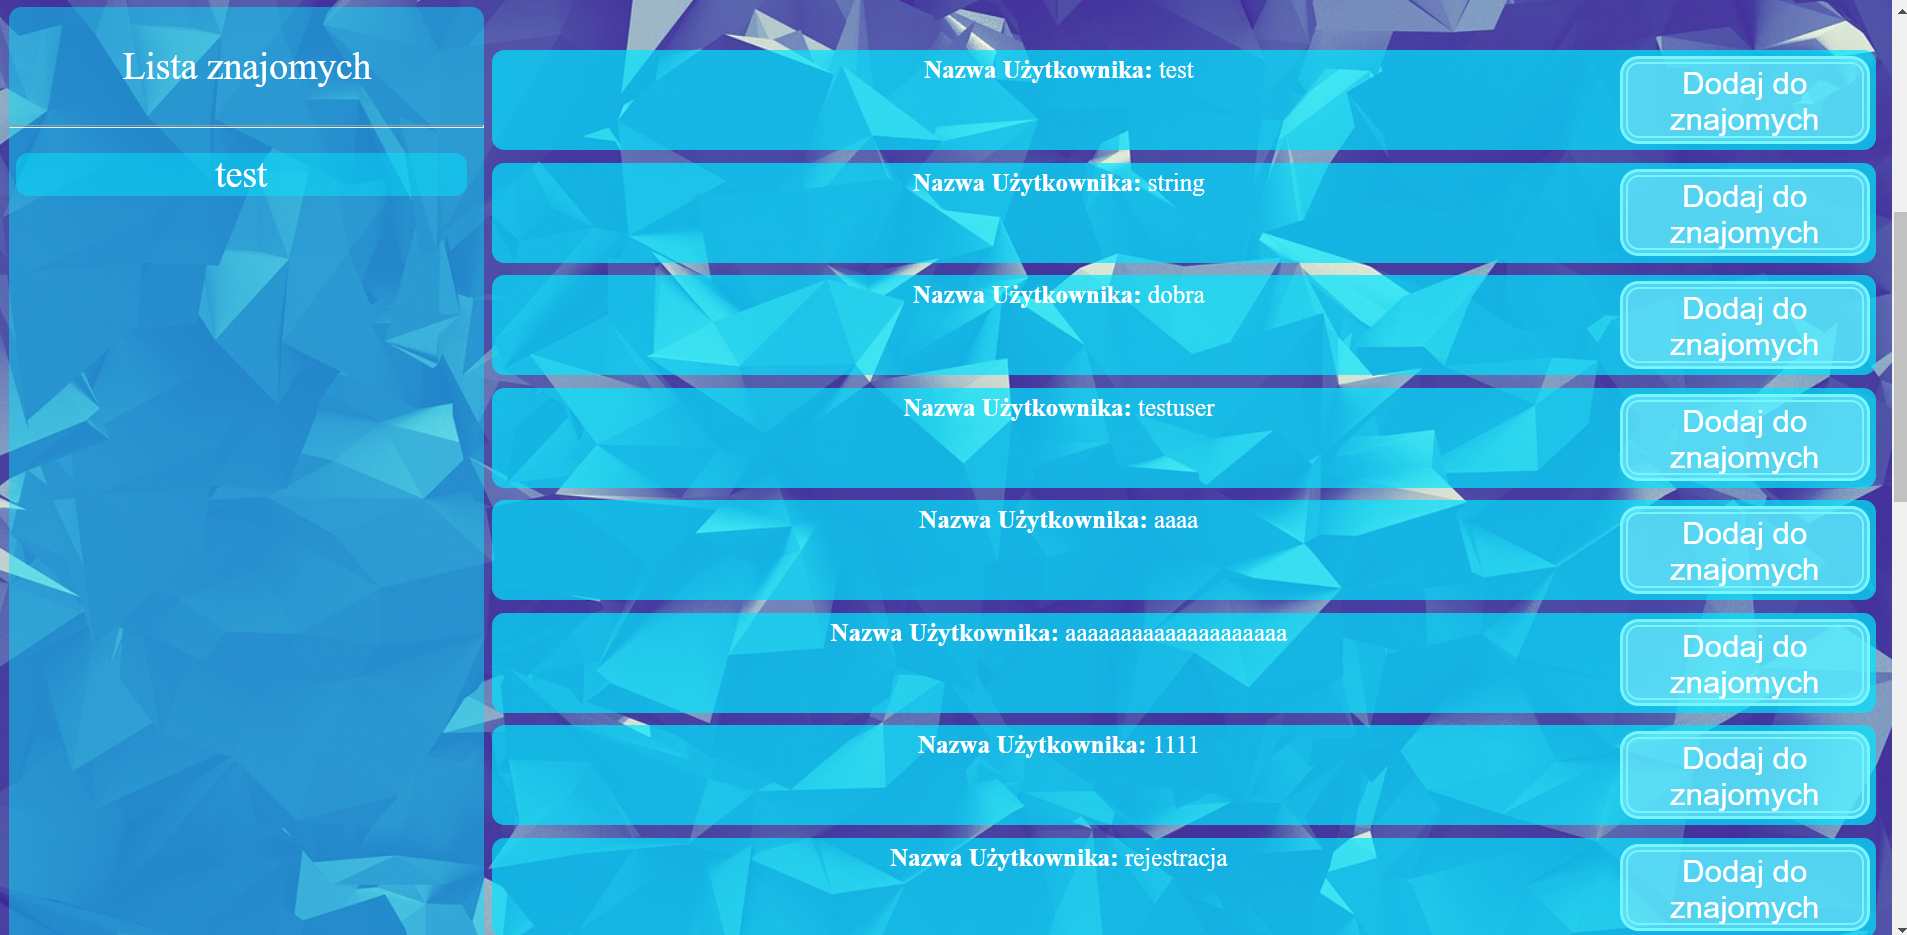 Lista znajomych
test
Nazwa Użytkownika: test
Dodaj do
znajomych
Nazwa Użytkownika: string
Dodaj do
znajomych
Nazwa Użytkownika: dobra
Dodaj do
znajomych
Nazwa Użytkownika: testuser
Dodaj do
znajomych
Nazwa Użytkownika: aaaa
Dodaj do
znajomych
Nazwa Użytkownika: aaaaaaaaaaaaaaaaaaaa
Dodaj do
znajomych
Nazwa Użytkownika: 1111
Dodaj do
znajomych
Nazwa Użytkownika: rejestracja
Dodaj do
znajomych